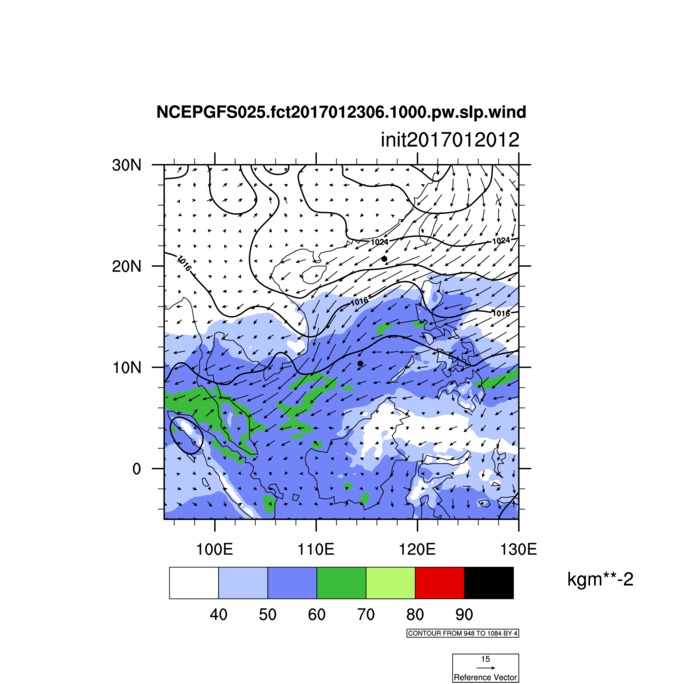 NCEPGFS025.fct2017012306.1000.pw.slp.wind
init2017012012
30N
1024
1024
20N
1016
1016
1016
10N
0
100E 110E 120E 130E
kgm**-2
40 50 60 70 80 90
CONTOUR FROM 948 TO 1084 BY 4
15
Reference Vector